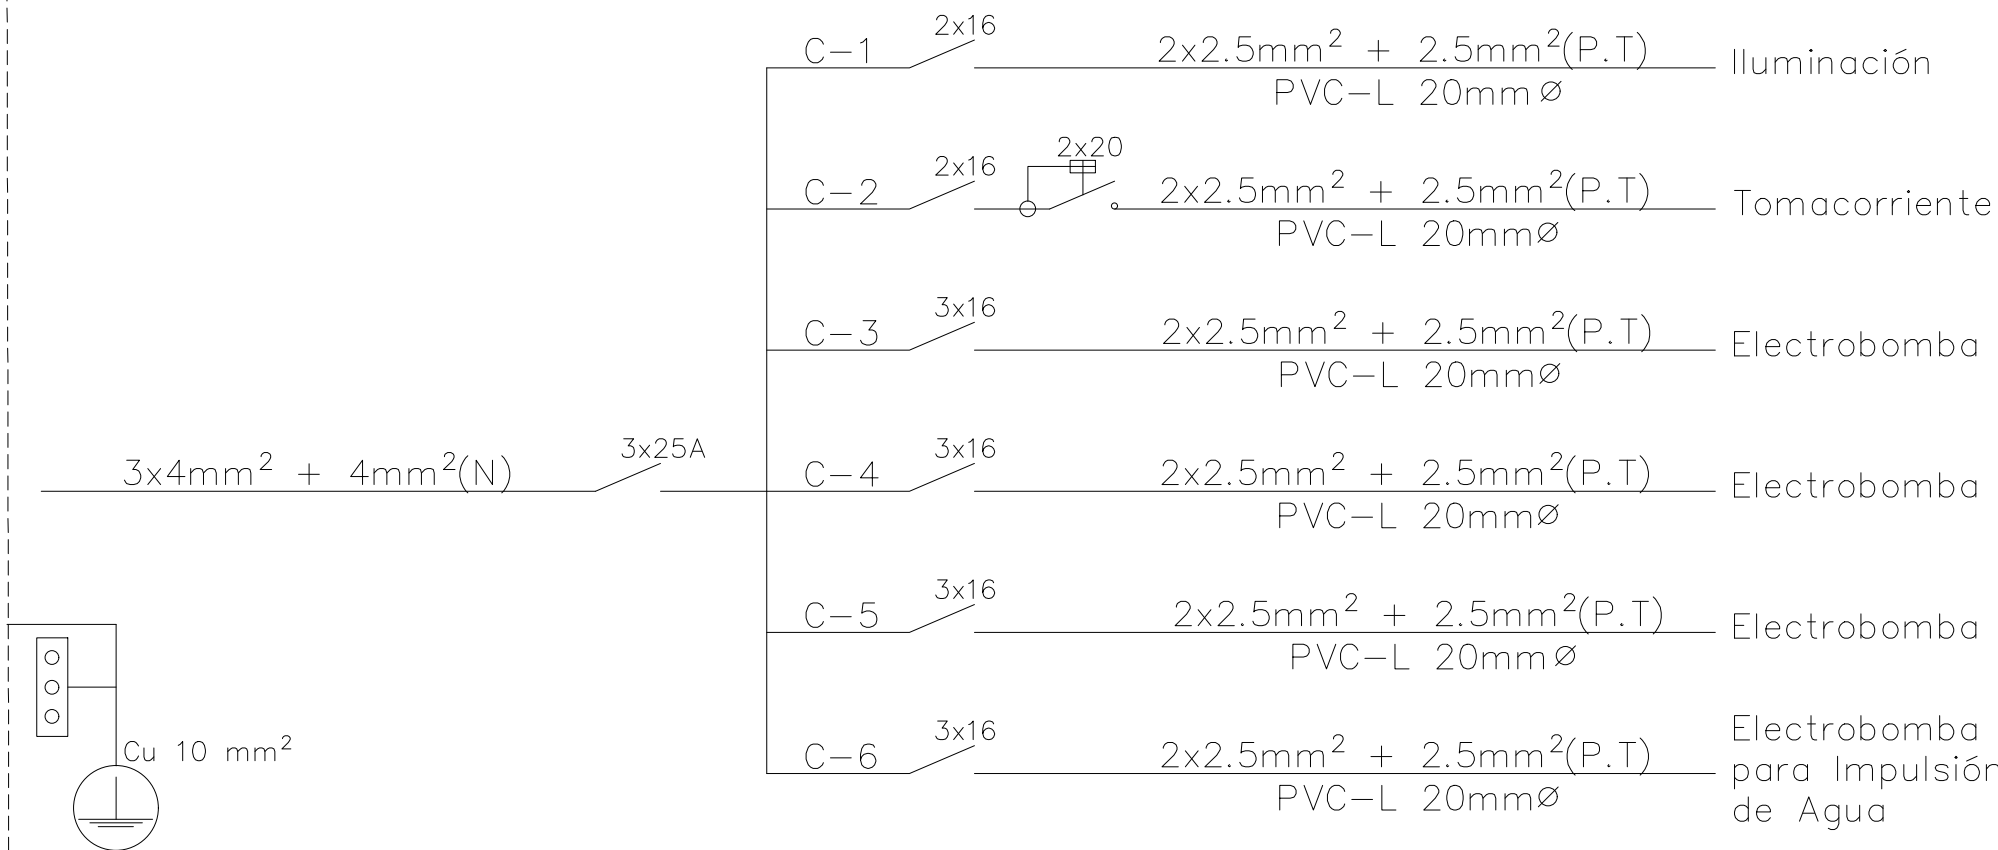 2x16
C-1
2x2.5mm² + 2.5mm²(P.T)
PVC-L 20mmØ
Iluminación
2x16
2x20
C-2
2x2.5mm² + 2.5mm²(P.T)
PVC-L 20mmØ
Tomacorriente
3x16
C-3
2x2.5mm² + 2.5mm²(P.T)
PVC-L 20mmØ
Electrobomba
3x4mm² + 4mm²(N)
3x25A
3x16
C-4
2x2.5mm² + 2.5mm²(P.T)
PVC-L 20mmØ
Electrobomba
3x16
C-5
2x2.5mm² + 2.5mm²(P.T)
PVC-L 20mmØ
Electrobomba
3x16
C-6
2x2.5mm² + 2.5mm²(P.T)
PVC-L 20mmØ
Electrobomba
para Impulsión
de Agua
Cu 10 mm²